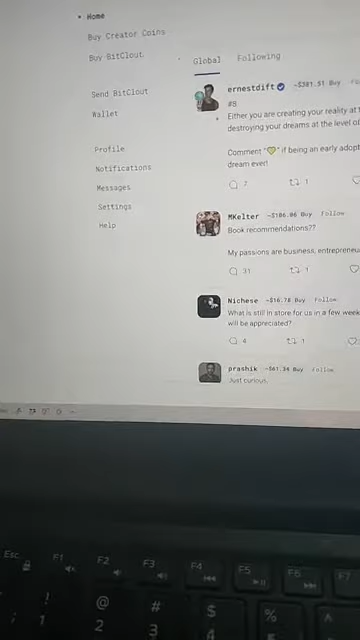 Home
Buy Creator Coins
Buy BitClout
Send BitClout
Wallet
Profile
Notifications
Messages
Settings
Help
Global Following
ernestdift ~$381.51 Buy
#8
Either you are creating your reality at
destroying your dreams at the level of
Comment "💚" if being an early adopt
dream ever!
7 1
MKelter ~$186.06 Buy Follow
Book recommendations??
My passions are business, entrepreneu
31 1
Nichese ~$16.78 Buy Follow
What is still in store for us in a few week
will be appreciated?
4 1
prashik ~$61.34 Buy Follow
Just curious.
Esc F1 F2 F3 F4 F5 F6 F7
! @ # $ % ^
1 2 3 4